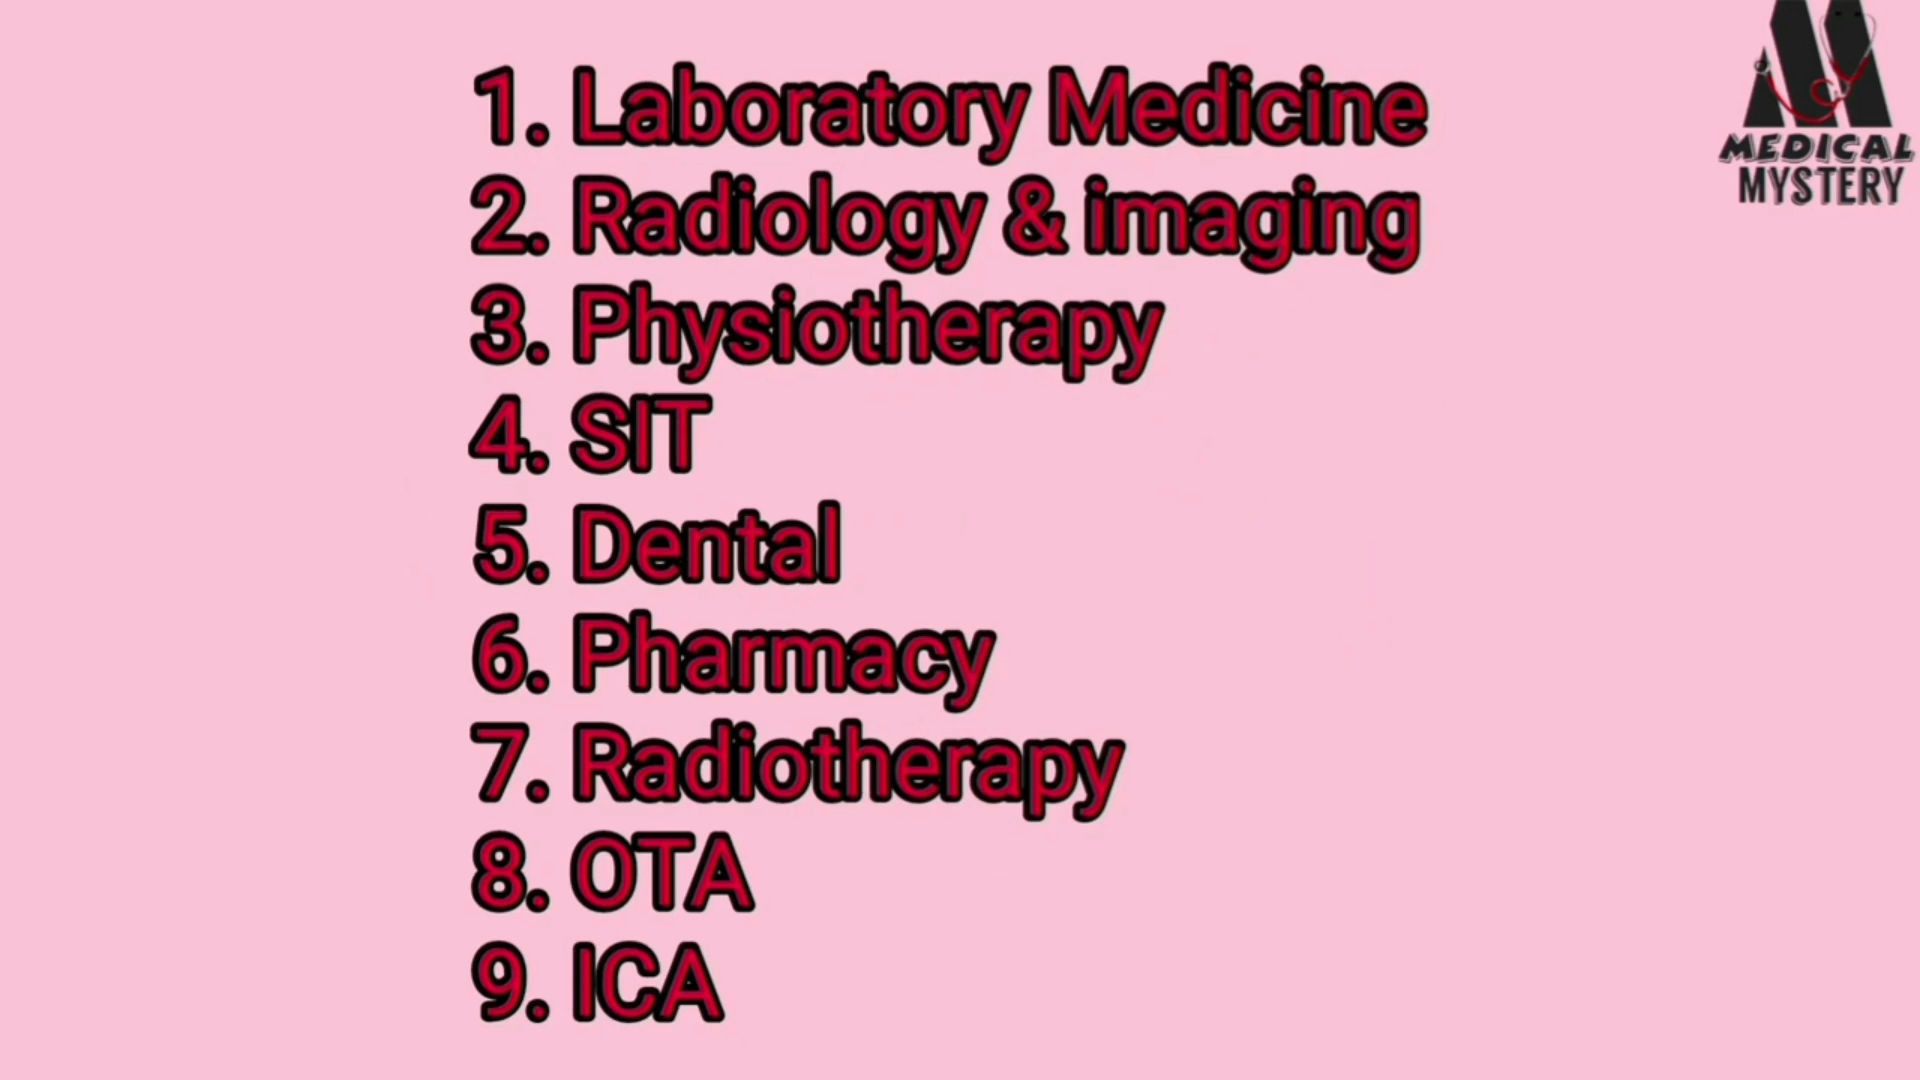 1. Laboratory Medicine
2. Radiology & imaging
3. Physiotherapy
4. SIT
5. Dental
6. Pharmacy
7. Radiotherapy
8. OTA
9. ICA
MEDICAL
MYSTERY